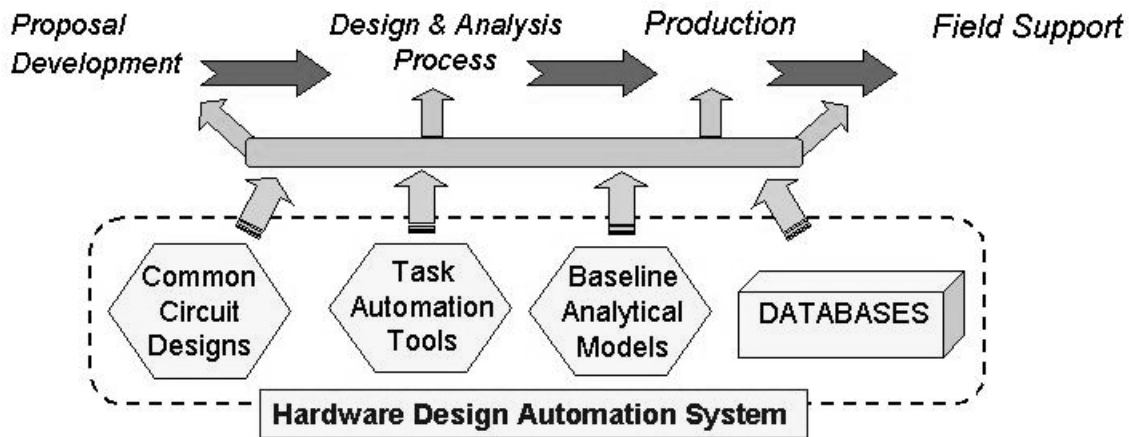 Proposal
Development
Design & Analysis
Process
Production
Field Support
Common
Circuit
Designs
Task
Automation
Tools
Baseline
Analytical
Models
DATABASES
Hardware Design Automation System